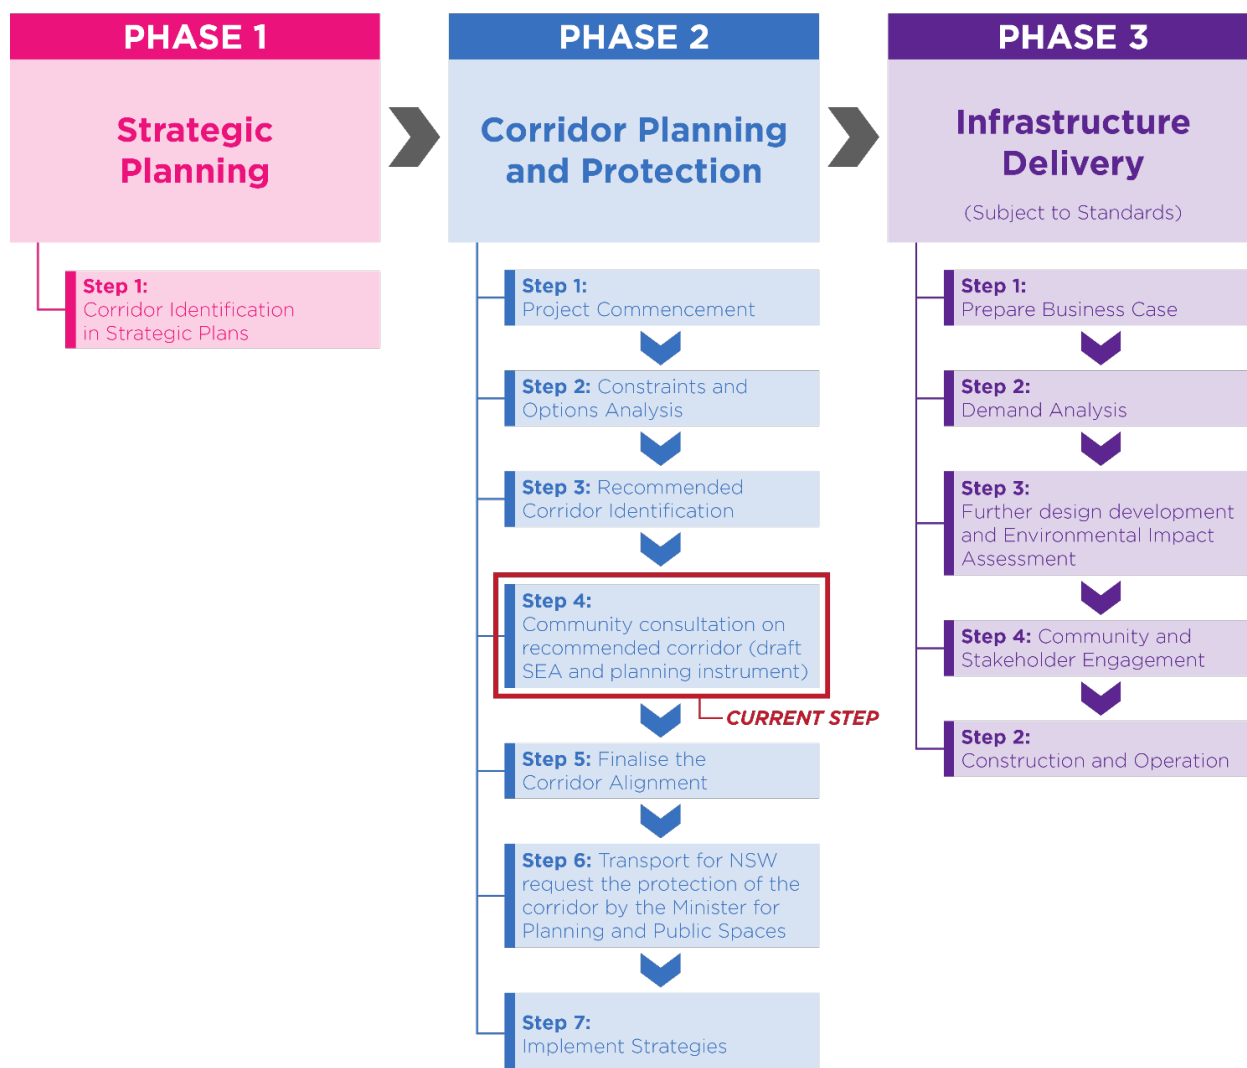 PHASE 1
Strategic
Planning
Step 1:
Corridor Identification
in Strategic Plans
PHASE 2
Corridor Planning
and Protection
Step 1:
Project Commencement
Step 2: Constraints and
Options Analysis
Step 3: Recommended
Corridor Identification
Step 4:
Community consultation on
recommended corridor (draft
SEA and planning instrument)
CURRENT STEP
Step 5: Finalise the
Corridor Alignment
Step 6: Transport for NSW
request the protection of the
corridor by the Minister for
Planning and Public Spaces
Step 7:
Implement Strategies
PHASE 3
Infrastructure
Delivery
(Subject to Standards)
Step 1:
Prepare Business Case
Step 2:
Demand Analysis
Step 3:
Further design development
and Environmental Impact
Assessment
Step 4: Community and
Stakeholder Engagement
Step 2:
Construction and Operation